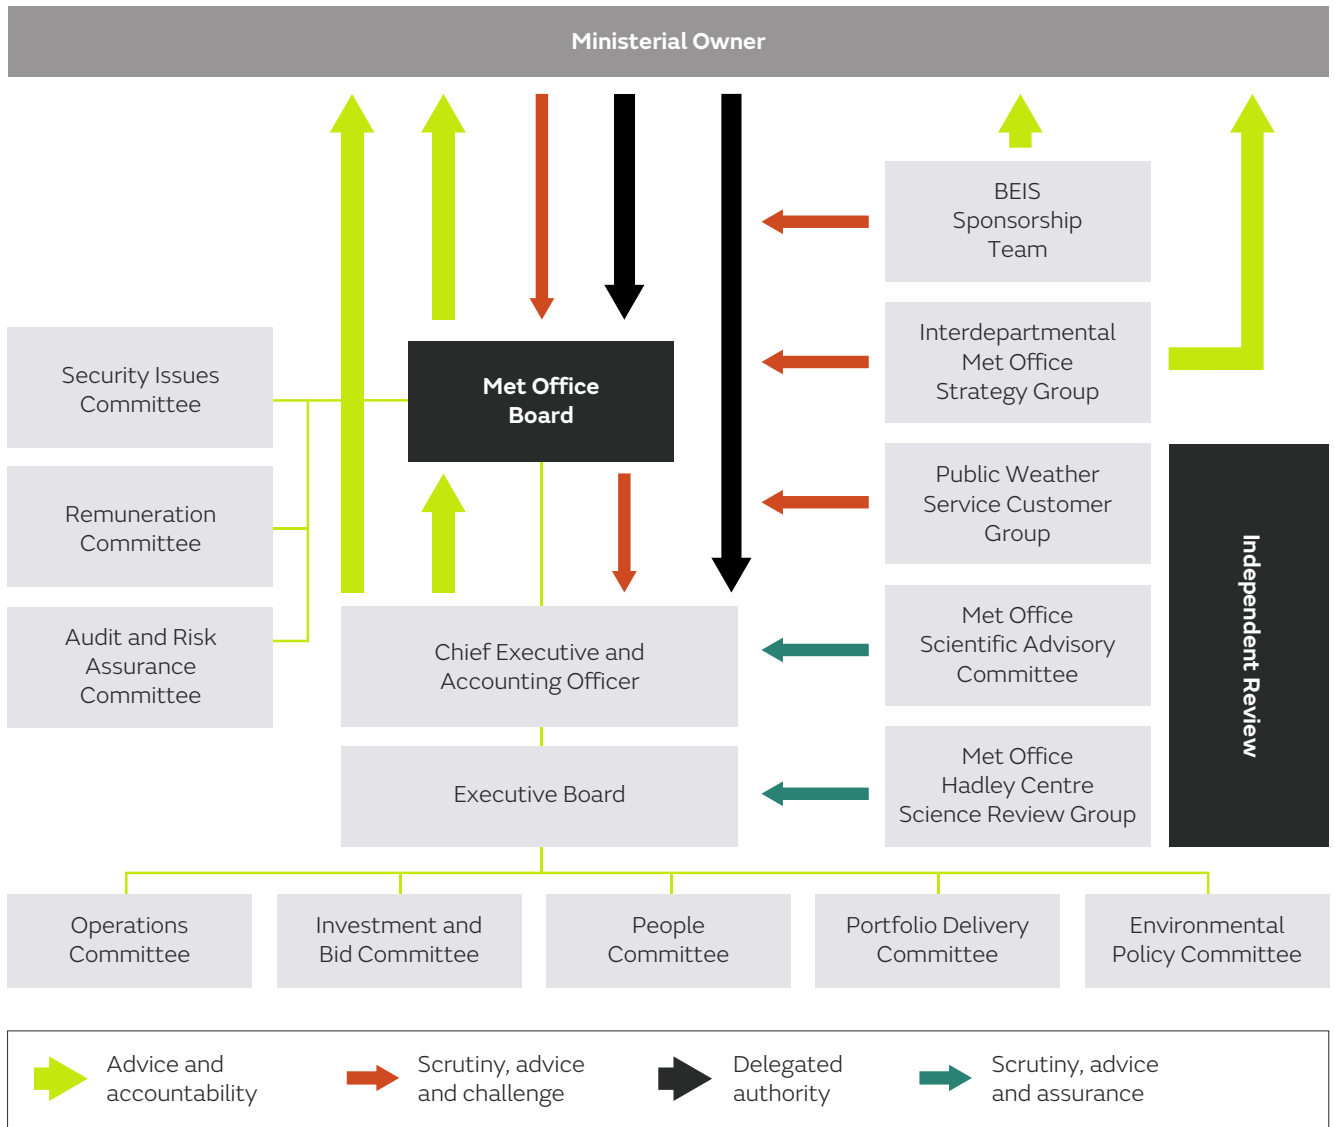 Ministerial Owner
BEIS
Sponsorship
Team
Interdepartmental
Met Office
Strategy Group
Security Issues
Committee
Met Office
Board
Public Weather
Service Customer
Group
Remuneration
Committee
Independent Review
Audit and Risk
Assurance
Committee
Chief Executive and
Accounting Officer
Met Office
Scientific Advisory
Committee
Executive Board
Met Office
Hadley Centre
Science Review Group
Operations
Committee
Investment and
Bid Committee
People
Committee
Portfolio Delivery
Committee
Environmental
Policy Committee
Advice and
accountability
Scrutiny, advice
and challenge
Delegated
authority
Scrutiny, advice
and assurance